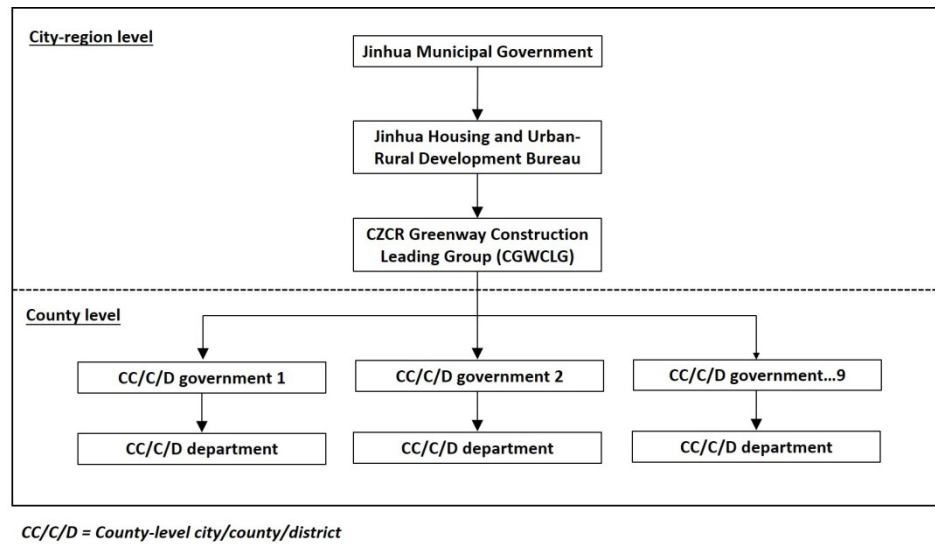 City-region level
Jinhua Municipal Government
Jinhua Housing and Urban-
Rural Development Bureau
CZCR Greenway Construction
Leading Group (CGWCLG)
County level
CC/C/D government 1
CC/C/D government 2
CC/C/D government...9
CC/C/D department
CC/C/D department
CC/C/D department
CC/C/D = County-level city/county/district